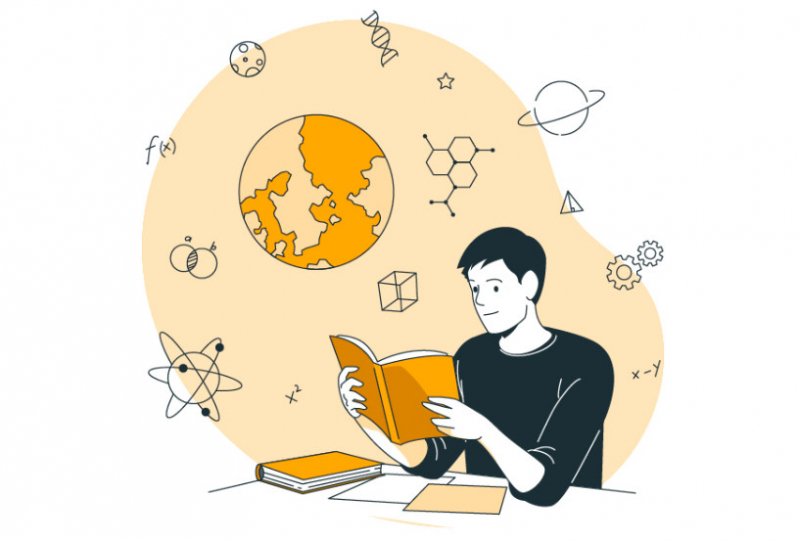 f(x)
a b
x²
x-y